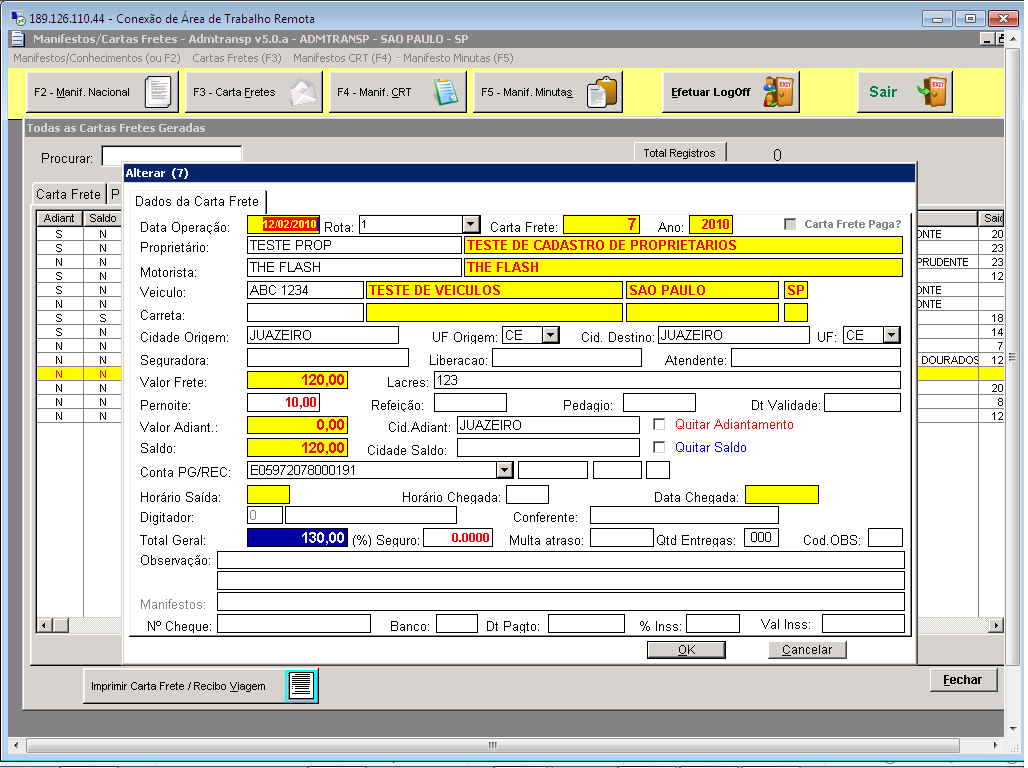 189.126.110.44 - Conexão de Área de Trabalho Remota
Manifestos/Cartas Fretes - Admtransp v5.0.a - ADMTRANSP - SAO PAULO - SP
Manifestos/Conhecimentos (ou F2) Cartas Fretes (F3) Manifestos CRT (F4) - Manifesto Minutas (F5)
F2 - Manif. Nacional F3 - Carta Fretes F4 - Manif. CRT F5 - Manif. Minutas Efetuar LogOff EXIT Sair EXIT
Todas as Cartas Fretes Geradas
Procurar: Total Registros 0
Alterar (7)
Carta Frete P
Dados da Carta Frete
Adiant Saldo Said
Data Operação: 12/02/2010 Rota: 1 Carta Frete: 7 Ano: 2010 Carta Frete Paga?
S N ONTE 20
Proprietário: TESTE PROP TESTE DE CADASTRO DE PROPRIETARIOS
S N 23
N N PRUDENTE 23
Motorista: THE FLASH THE FLASH
S N 12
Veiculo: ABC 1234 TESTE DE VEICULOS SAO PAULO SP
N N ONTE
N N ONTE
Carreta:
S N 18
S N 14
Cidade Origem: JUAZEIRO UF Origem: CE Cid. Destino: JUAZEIRO UF: CE
N N 7
Seguradora: Liberacao: Atendente:
N N DOURADOS 12
N N
Valor Frete: 120,00 Lacres: 123
N N 20
Pernoite: 10,00 Refeição: Pedagio: Dt Validade:
N N 8
N N 12
Valor Adiant.: 0,00 Cid.Adiant: JUAZEIRO Quitar Adiantamento
Saldo: 120,00 Cidade Saldo: Quitar Saldo
Conta PG/REC: E05972078000191
Horário Saída: Horário Chegada: Data Chegada:
Digitador: 0 Conferente:
Total Geral: 130,00 (%) Seguro: 0.0000 Multa atraso: Qtd Entregas: 000 Cod.OBS:
Observação:
Manifestos:
Nº Cheque: Banco: Dt Pagto: % Inss: Val Inss:
OK Cancelar
Imprimir Carta Frete / Recibo Viagem Fechar